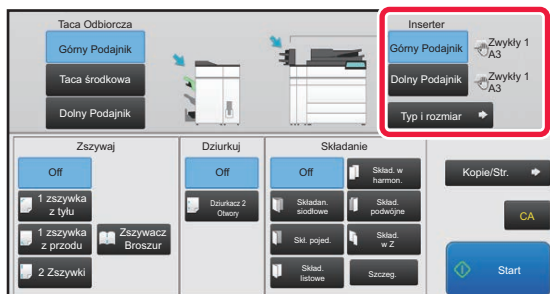 Taca Odbiorcza
Górny Podajnik
Taca środkowa
Dolny Podajnik
Inserter
Górny Podajnik
Zwykły 1
A3
Dolny Podajnik
Zwykły 1
A3
Typ i rozmiar
Zszywaj
Off
1 zszywka
z tyłu
1 zszywka
z przodu
Zszywacz
Broszur
2 Zszywki
Dziurkuj
Off
Dziurkacz 2
Otwory
Składanie
Off
Skład. w
harmon.
Składan.
siodłowe
Skład.
podwójne
Skł. pojed.
Skład.
w Z
Skład.
listowe
Szczeg.
Kopie/Str.
CA
Start